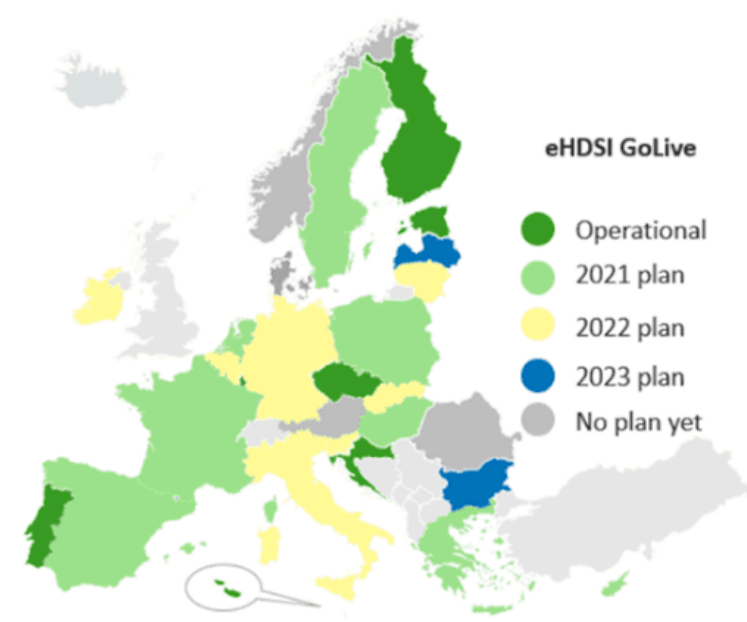 eHDSI GoLive
Operational
2021 plan
2022 plan
2023 plan
No plan yet